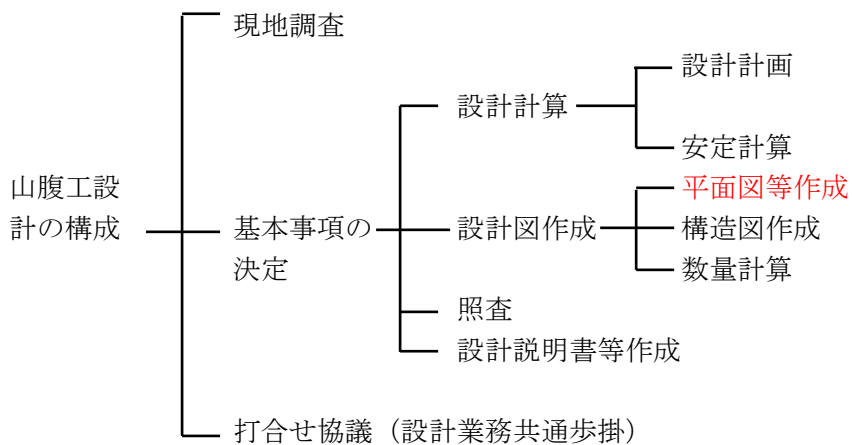 現地調査
設計計画
設計計算
安定計算
山腹工設
計の構成
平面図等作成
基本事項の
決定
設計図作成
構造図作成
数量計算
照査
設計説明書等作成
打合せ協議（設計業務共通歩掛）